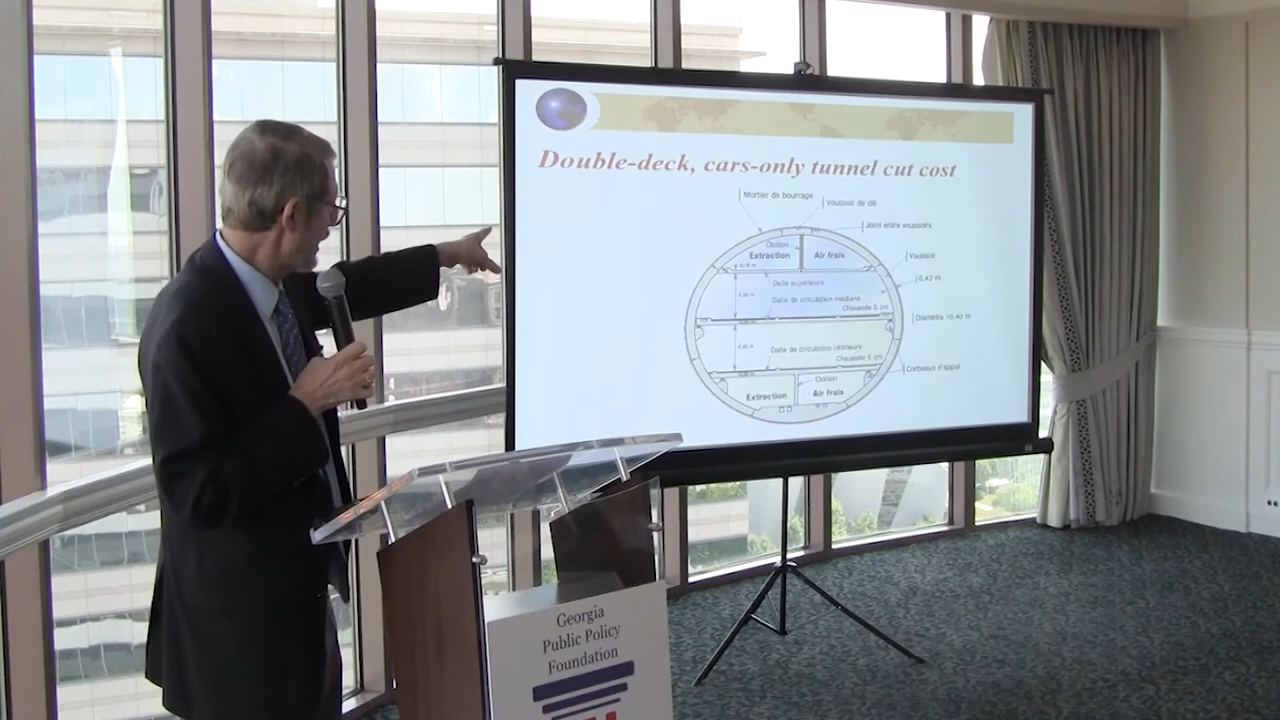 Double-deck, cars-only tunnel cut cost
Mortier de bourrage
Voussoir de clé
Joint entre voussoirs
Cloison
Extraction
Air frais
Voussoir
0,42 m
Dalle supérieure
Dalle de circulation médiane
Chaussée 5 cm
Diamètre 10,40 m
Dalle de circulation inférieure
Chaussée 5 cm
Corbeaux d'appui
Cloison
Extraction
Air frais
Georgia
Public Policy
Foundation